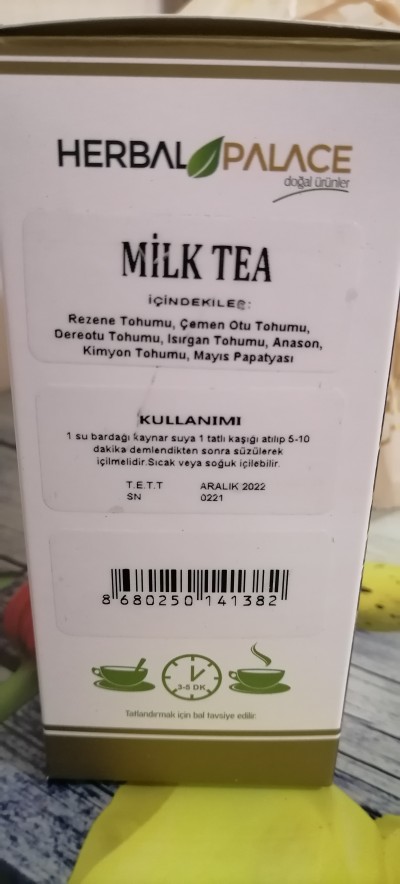 HERBAL PALACE
doğal ürünler
MİLK TEA
İÇİNDEKİLER:
Rezene Tohumu, Çemen Otu Tohumu,
Dereotu Tohumu, Isırgan Tohumu, Anason,
Kimyon Tohumu, Mayıs Papatyası
KULLANIMI
1 su bardağı kaynar suya 1 tatlı kaşığı atılıp 5-10
dakika demlendikten sonra süzülerek
içilmelidir.Sıcak veya soğuk içilebilir.
T.E.T.T ARALIK 2022
SN 0221
8 680250 141382
3-5 DK
Tatlandırmak için bal tavsiye edilir.